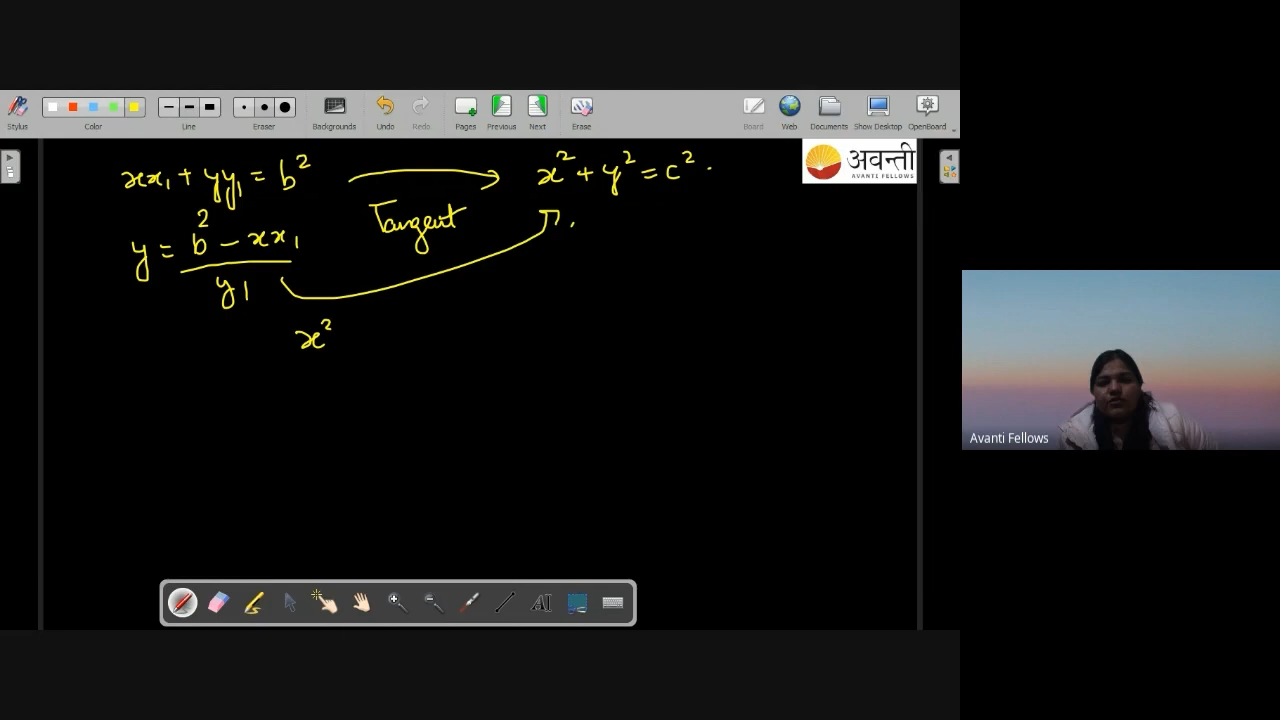 Stylus Color Line Eraser Backgrounds Undo Redo Pages Previous Next Erase Board Web Documents Show Desktop OpenBoard
अवन्ती
AVANTI FELLOWS
xx₁ + yy₁ = b² → x² + y² = c²
Tangent
y = (b² - xx₁)/y₁
x²
Avanti Fellows
AI